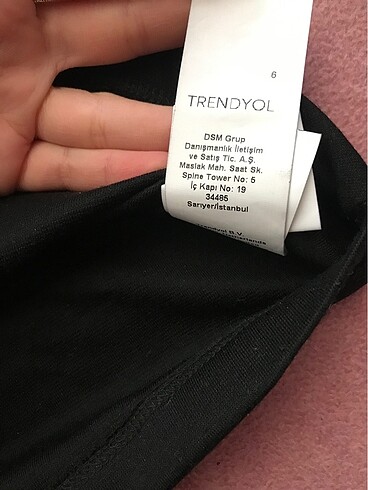 6
TRENDYOL
DSM Grup
Danışmanlık İletişim
ve Satış Tic. A.Ş.
Maslak Mah. Saat Sk.
Spine Tower No: 5
İç Kapı No: 19
34485
Sarıyer/İstanbul
B.V.